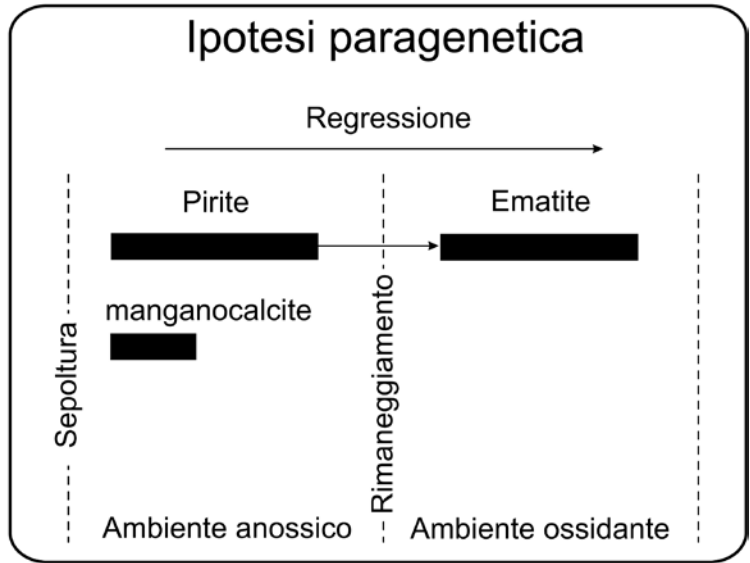 Ipotesi paragenetica
Regressione
Pirite
Ematite
manganocalcite
Sepoltura
Rimaneggiamento
Ambiente anossico
Ambiente ossidante